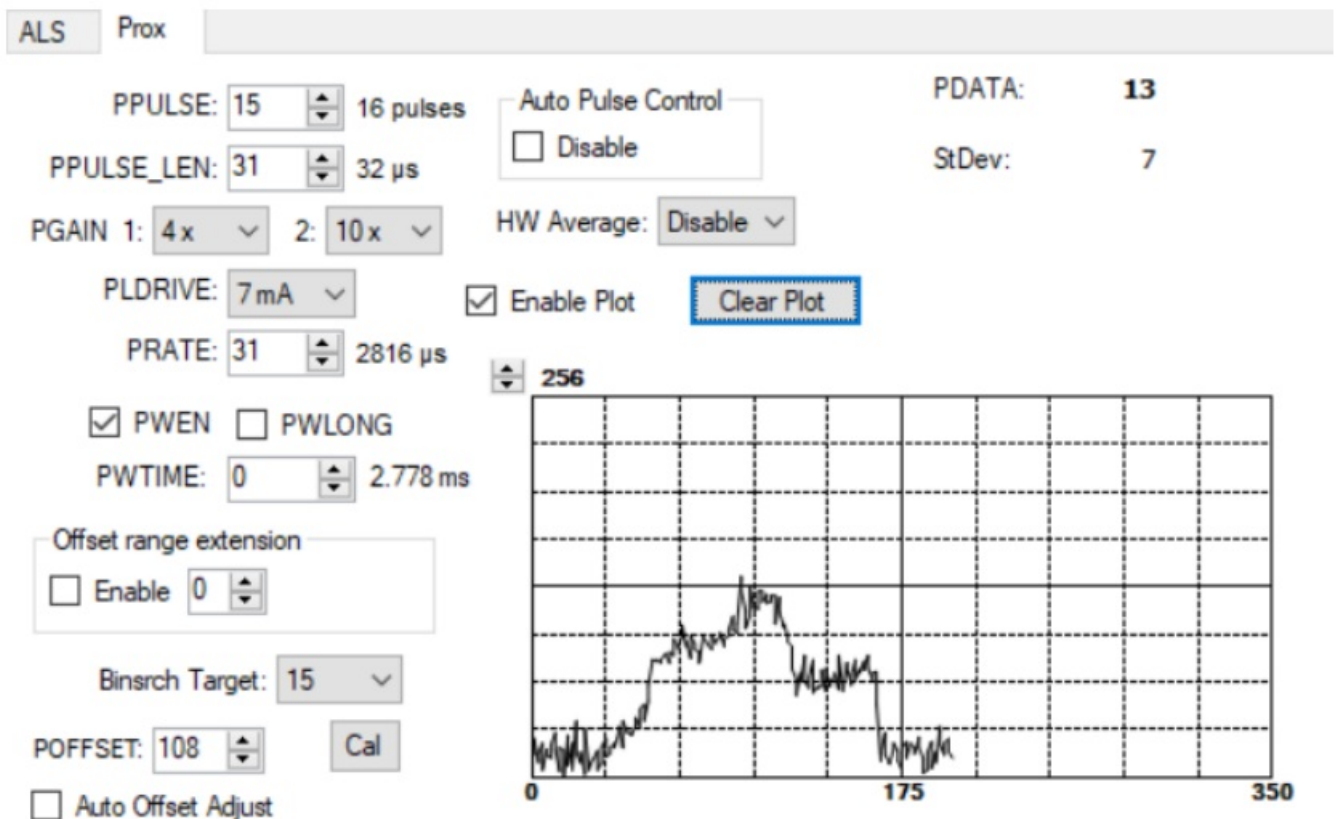 ALS Prox
PPULSE: 15 16 pulses
PPULSE_LEN: 31 32 µs
PGAIN 1: 4 x 2: 10 x
PLDRIVE: 7 mA
PRATE: 31 2816 µs
PWEN PWLONG
PWTIME: 0 2.778 ms
Offset range extension
Enable 0
Binsrch Target: 15
POFFSET: 108 Cal
Auto Offset Adjust
Auto Pulse Control
Disable
HW Average: Disable
Enable Plot Clear Plot
PDATA: 13
StDev: 7
256
0 175 350